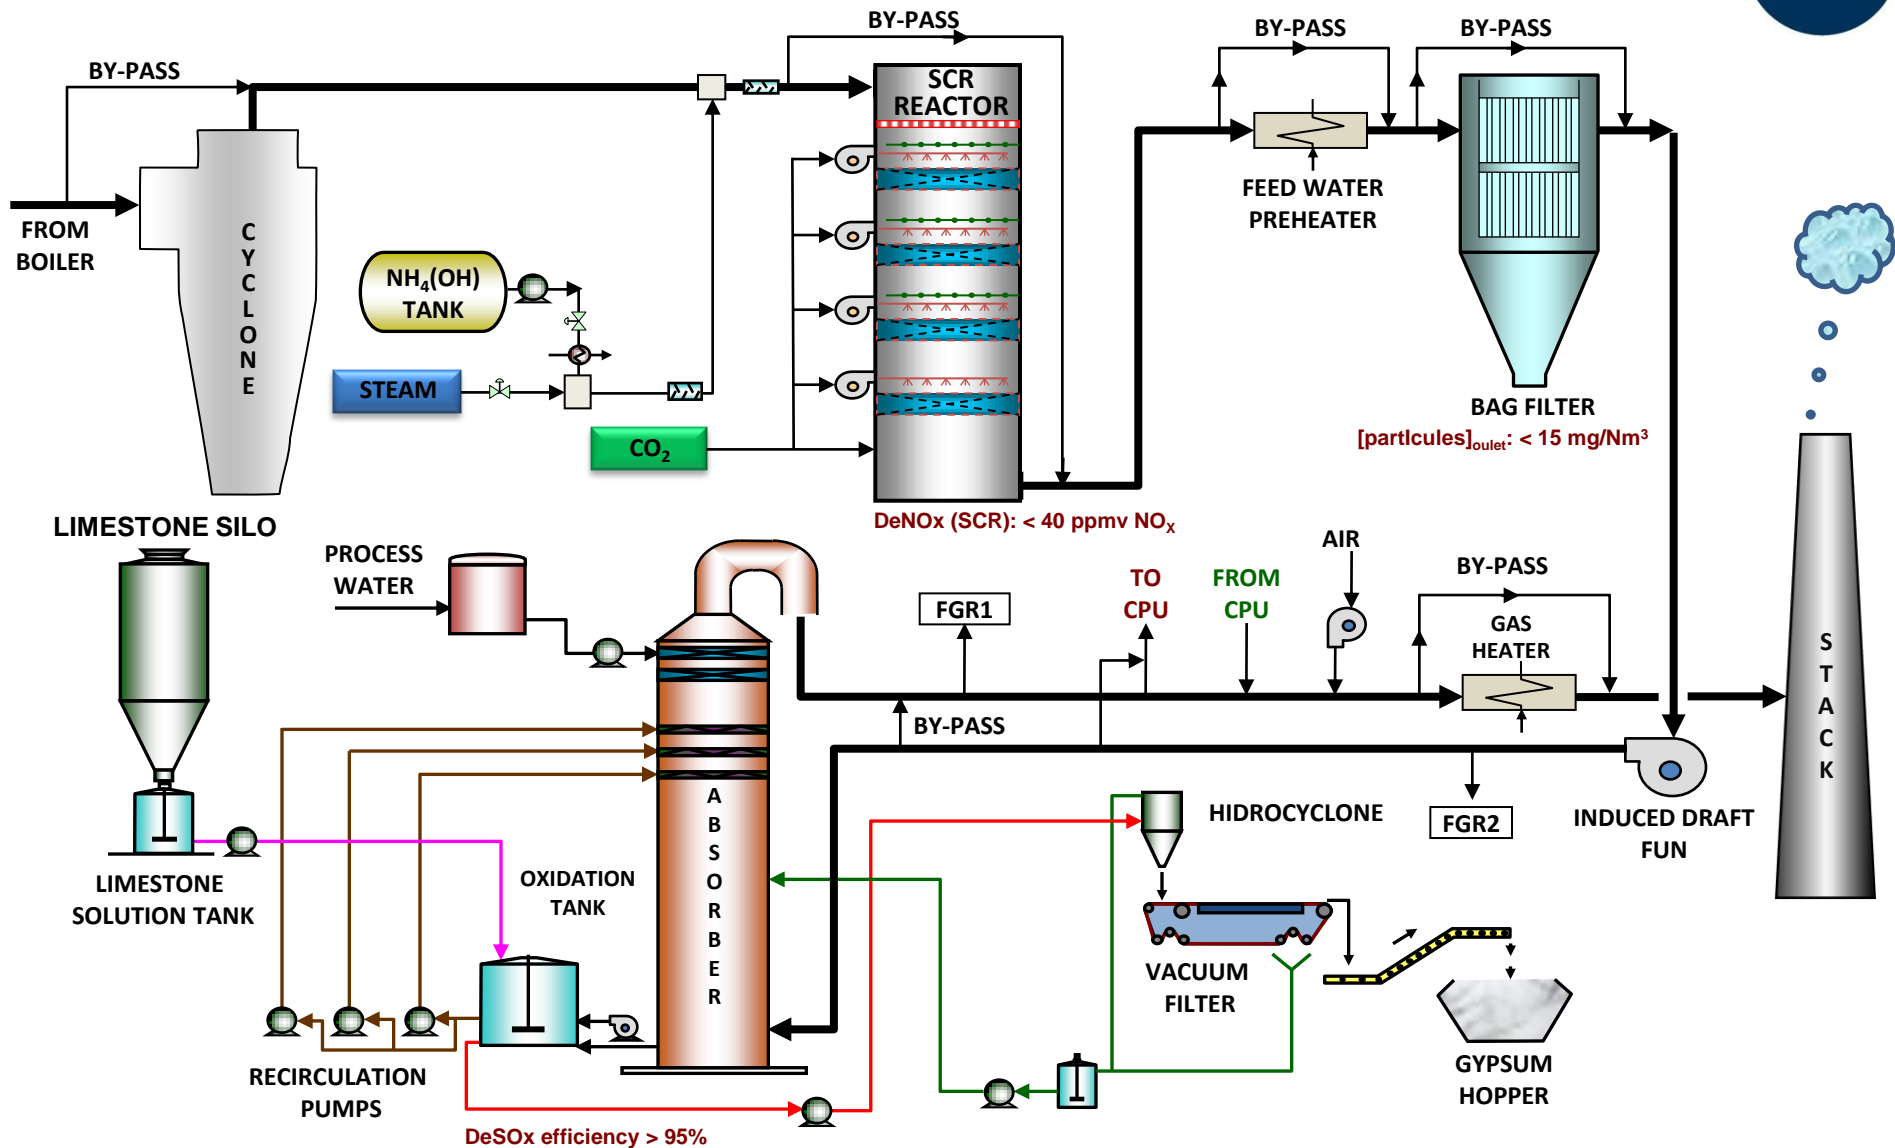 BY-PASS
BY-PASS
BY-PASS
BY-PASS
FROM
BOILER
CYCLONE
NH4(OH)
TANK
STEAM
CO2
SCR
REACTOR
FEED WATER
PREHEATER
BAG FILTER
[partIcules]oulet: < 15 mg/Nm3
DeNOx (SCR): < 40 ppmv NOX
LIMESTONE SILO
PROCESS
WATER
FGR1
TO
CPU
FROM
CPU
AIR
BY-PASS
GAS
HEATER
BY-PASS
STACK
ABSORBER
HIDROCYCLONE
FGR2
INDUCED DRAFT
FUN
LIMESTONE
SOLUTION TANK
OXIDATION
TANK
VACUUM
FILTER
RECIRCULATION
PUMPS
GYPSUM
HOPPER
DeSOx efficiency > 95%